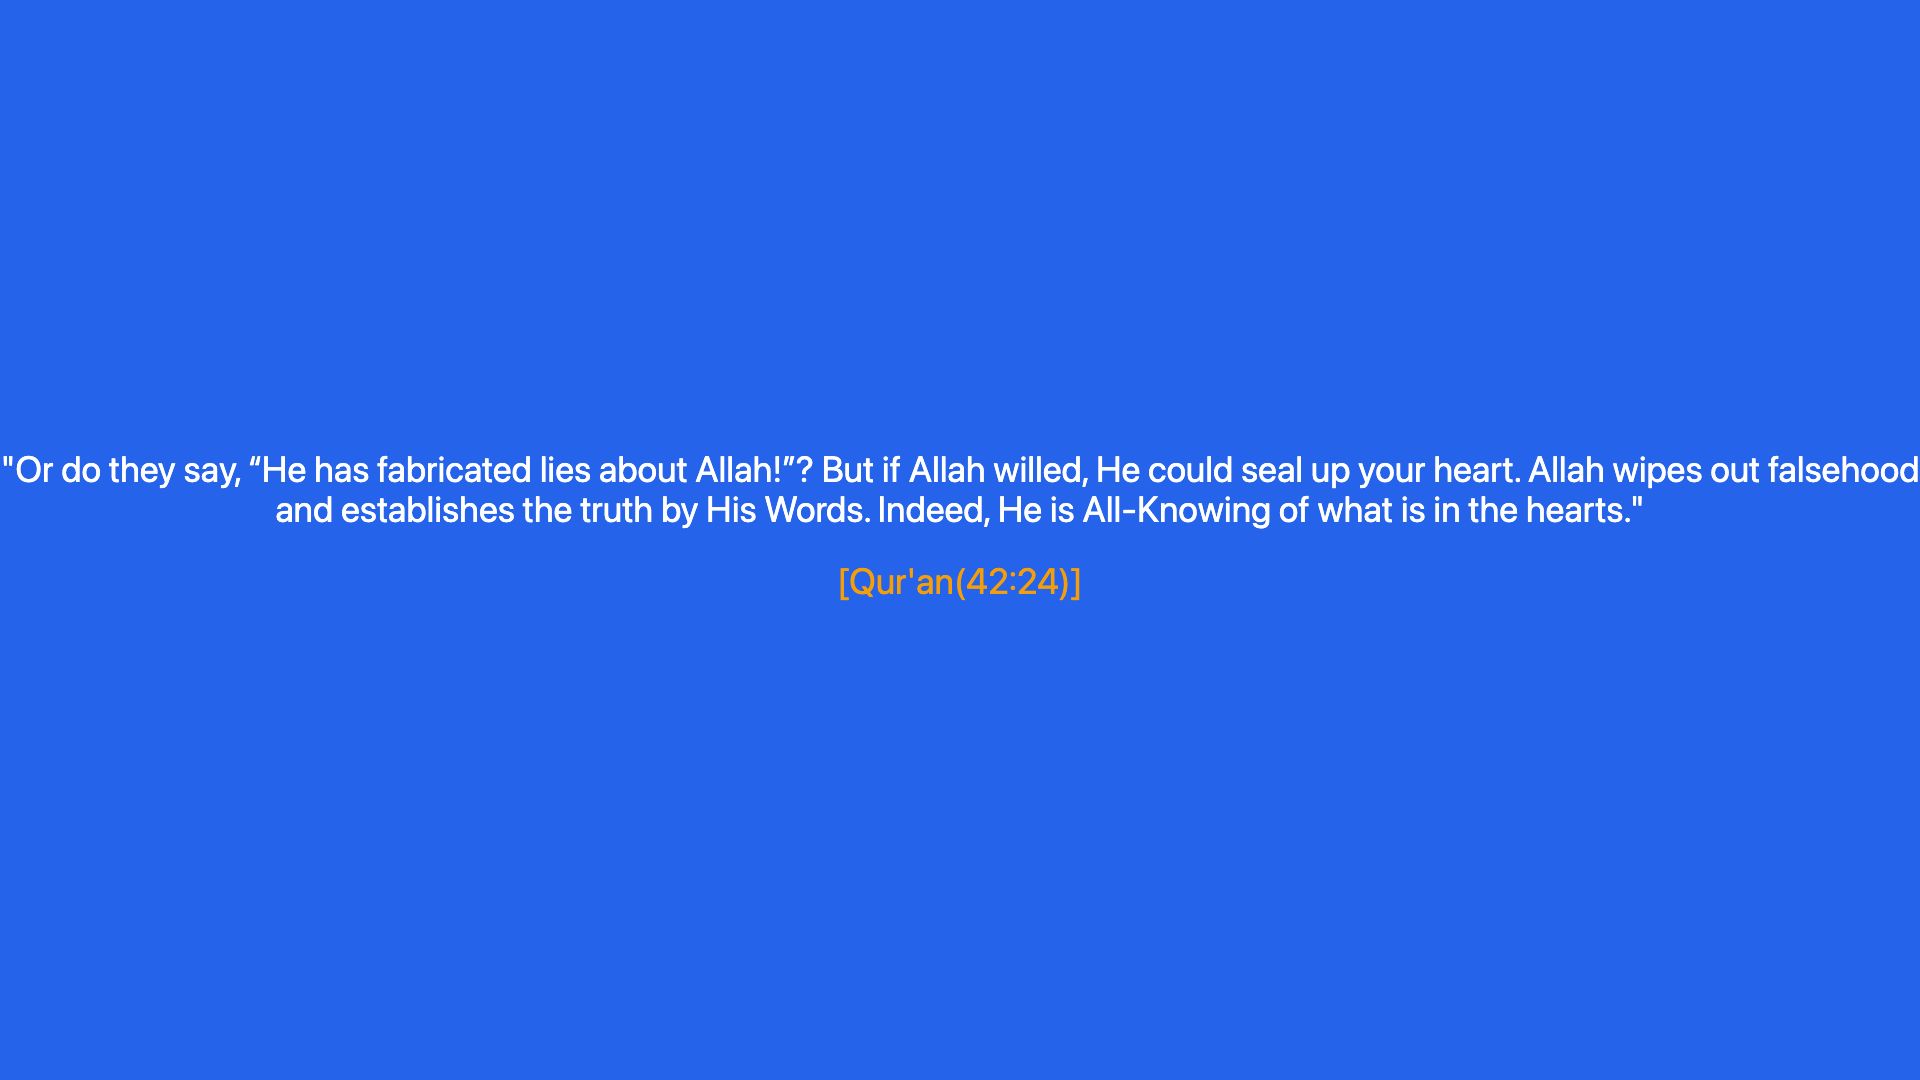 "Or do they say, “He has fabricated lies about Allah!”? But if Allah willed, He could seal up your heart. Allah wipes out falsehood
and establishes the truth by His Words. Indeed, He is All-Knowing of what is in the hearts."
[Qur'an(42:24)]